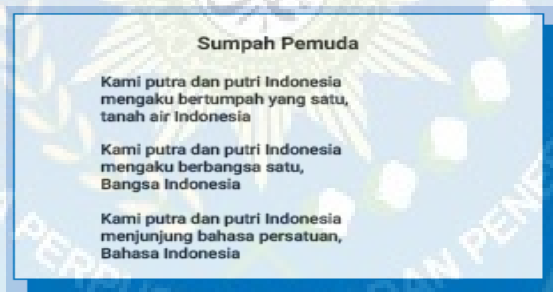 Sumpah Pemuda
Kami putra dan putri Indonesia
mengaku bertumpah yang satu,
tanah air Indonesia
Kami putra dan putri Indonesia
mengaku berbangsa satu,
Bangsa Indonesia
Kami putra dan putri Indonesia
menjunjung bahasa persatuan,
Bahasa Indonesia